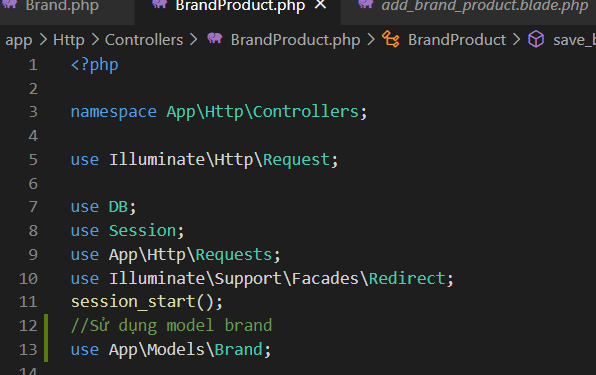 Brand.php
BrandProduct.php ×
add_brand_product.blade.php
app > Http > Controllers > BrandProduct.php > BrandProduct > save_b
1 <?php
2
3 namespace App\Http\Controllers;
4
5 use Illuminate\Http\Request;
6
7 use DB;
8 use Session;
9 use App\Http\Requests;
10 use Illuminate\Support\Facades\Redirect;
11 session_start();
12 //Sử dụng model brand
13 use App\Models\Brand;
14